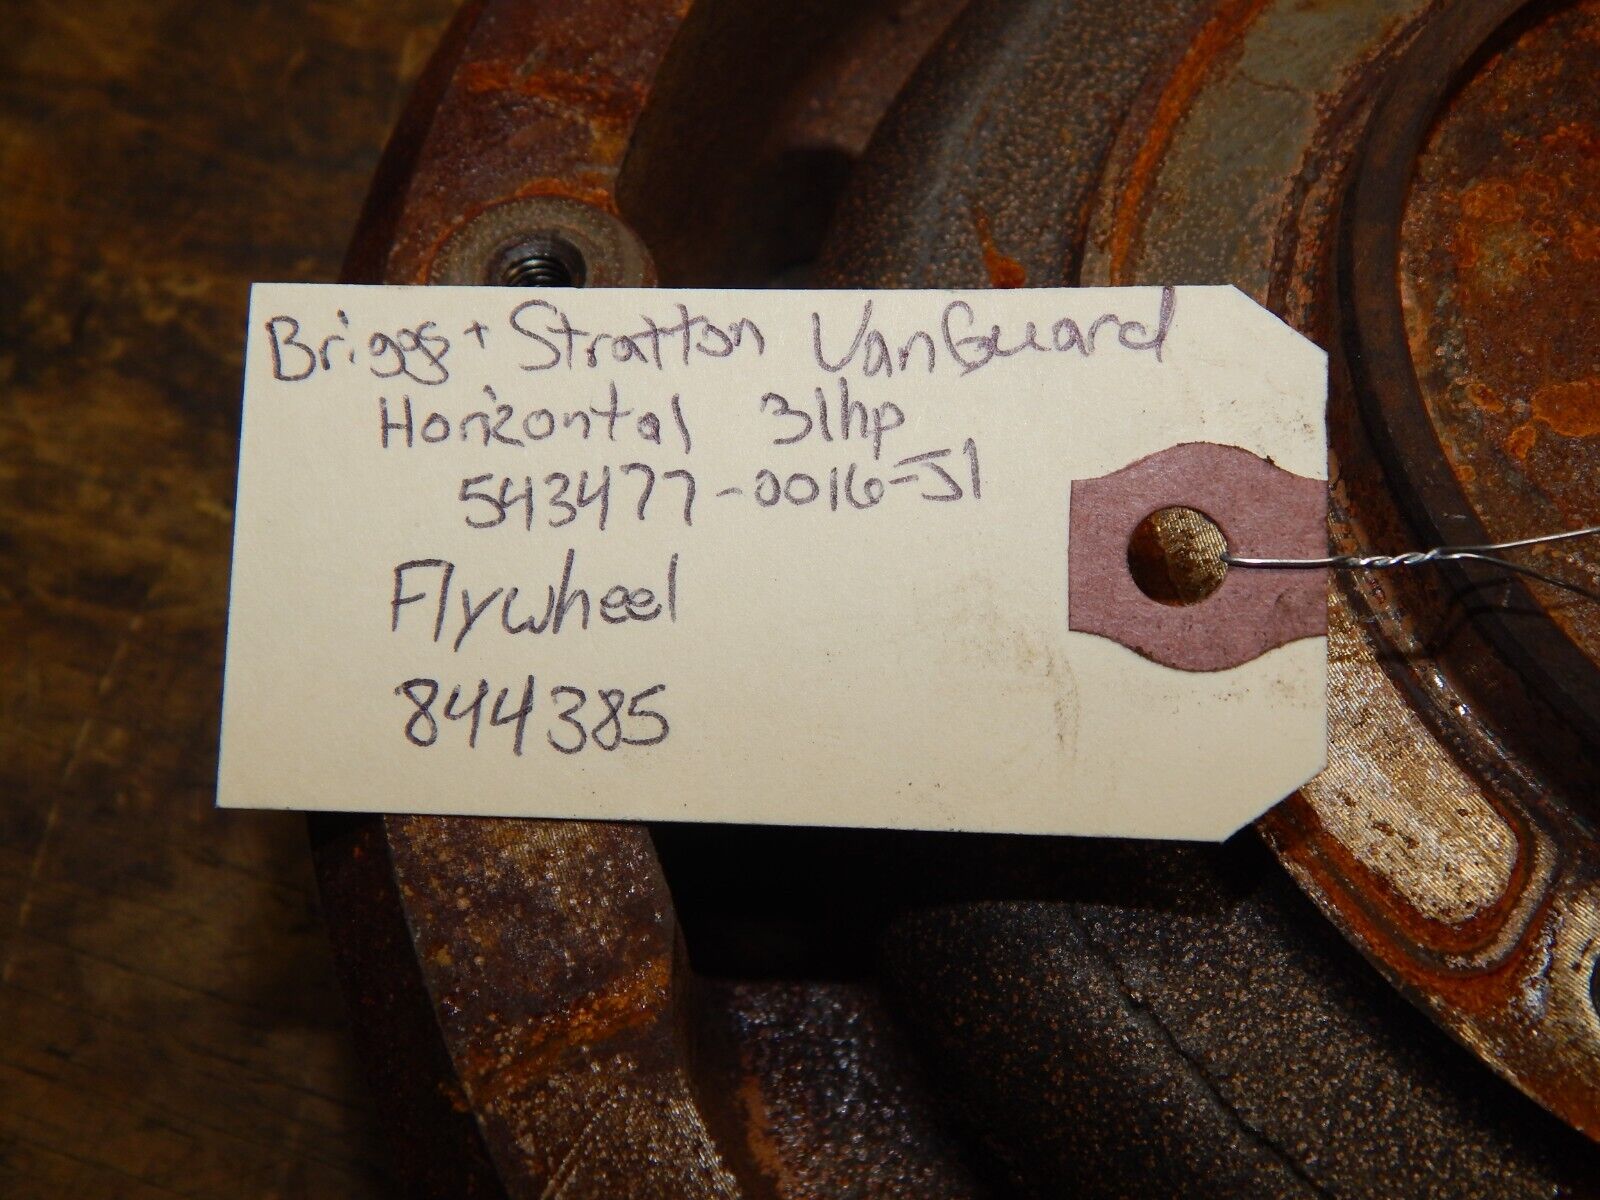 Briggs + Stratton VanGuard
Horizontal 31hp
543477-0016-J1
Flywheel
844385